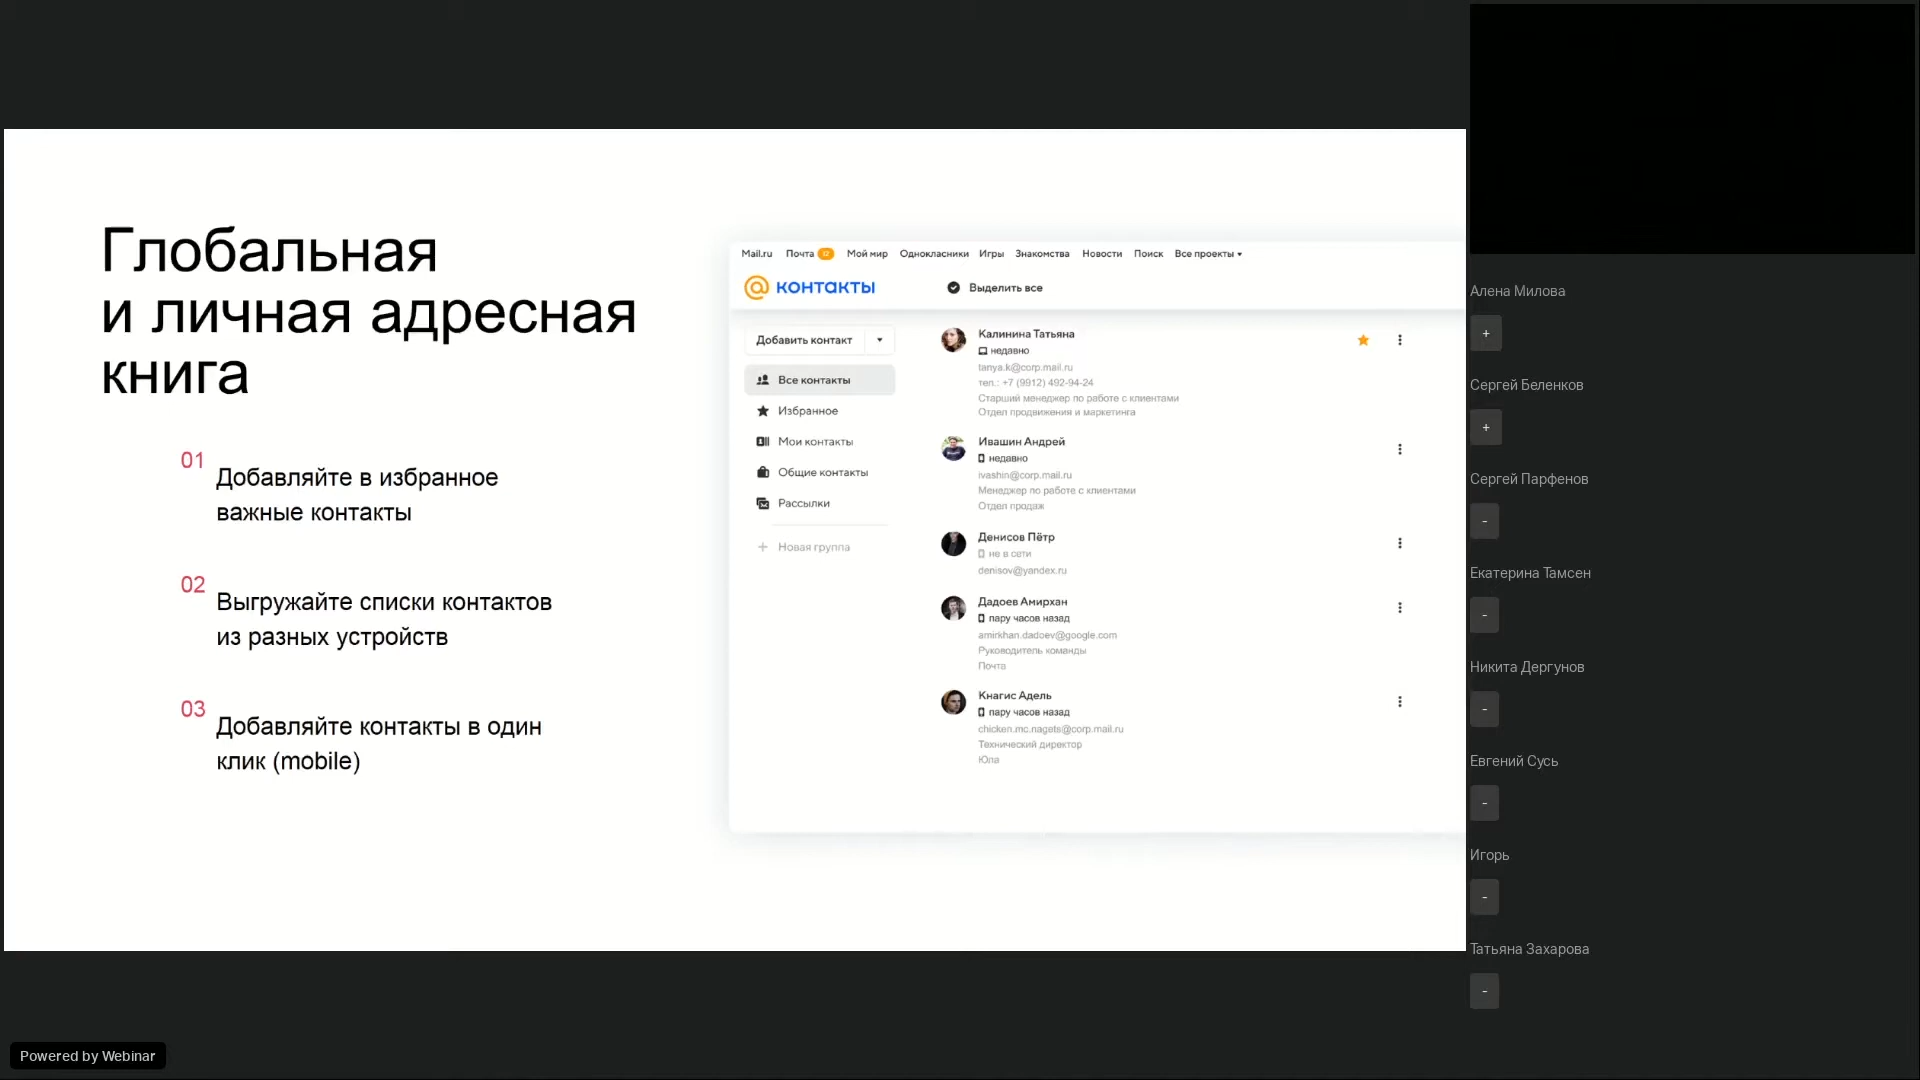 Глобальная
и личная адресная
книга
01
Добавляйте в избранное
важные контакты
02
Выгружайте списки контактов
из разных устройств
03
Добавляйте контакты в один
клик (mobile)
Mail.ru Почта 12 Мой мир Одноклассники Игры Знакомства Новости Поиск Все проекты
КОНТАКТЫ Выделить все
Добавить контакт
Все контакты
Избранное
Мои контакты
Общие контакты
Рассылки
+ Новая группа
Калинина Татьяна
недавно
tanya.k@corp.mail.ru
тел.: +7 (9912) 492-94-24
Старший менеджер по работе с клиентами
Отдел продвижения и маркетинга
Ивашин Андрей
недавно
ivashin@corp.mail.ru
Менеджер по работе с клиентами
Отдел продаж
Денисов Пётр
не в сети
denisov@yandex.ru
Дадоев Амирхан
пару часов назад
amirkhan.dadoev@google.com
Руководитель команды
Почта
Кнагис Адель
пару часов назад
chicken.mc.nagets@corp.mail.ru
Технический директор
Юла
Алена Милова
+
Сергей Беленков
+
Сергей Парфенов
-
Екатерина Тамсен
-
Никита Дергунов
-
Евгений Сусь
-
Игорь
-
Татьяна Захарова
-
Powered by Webinar